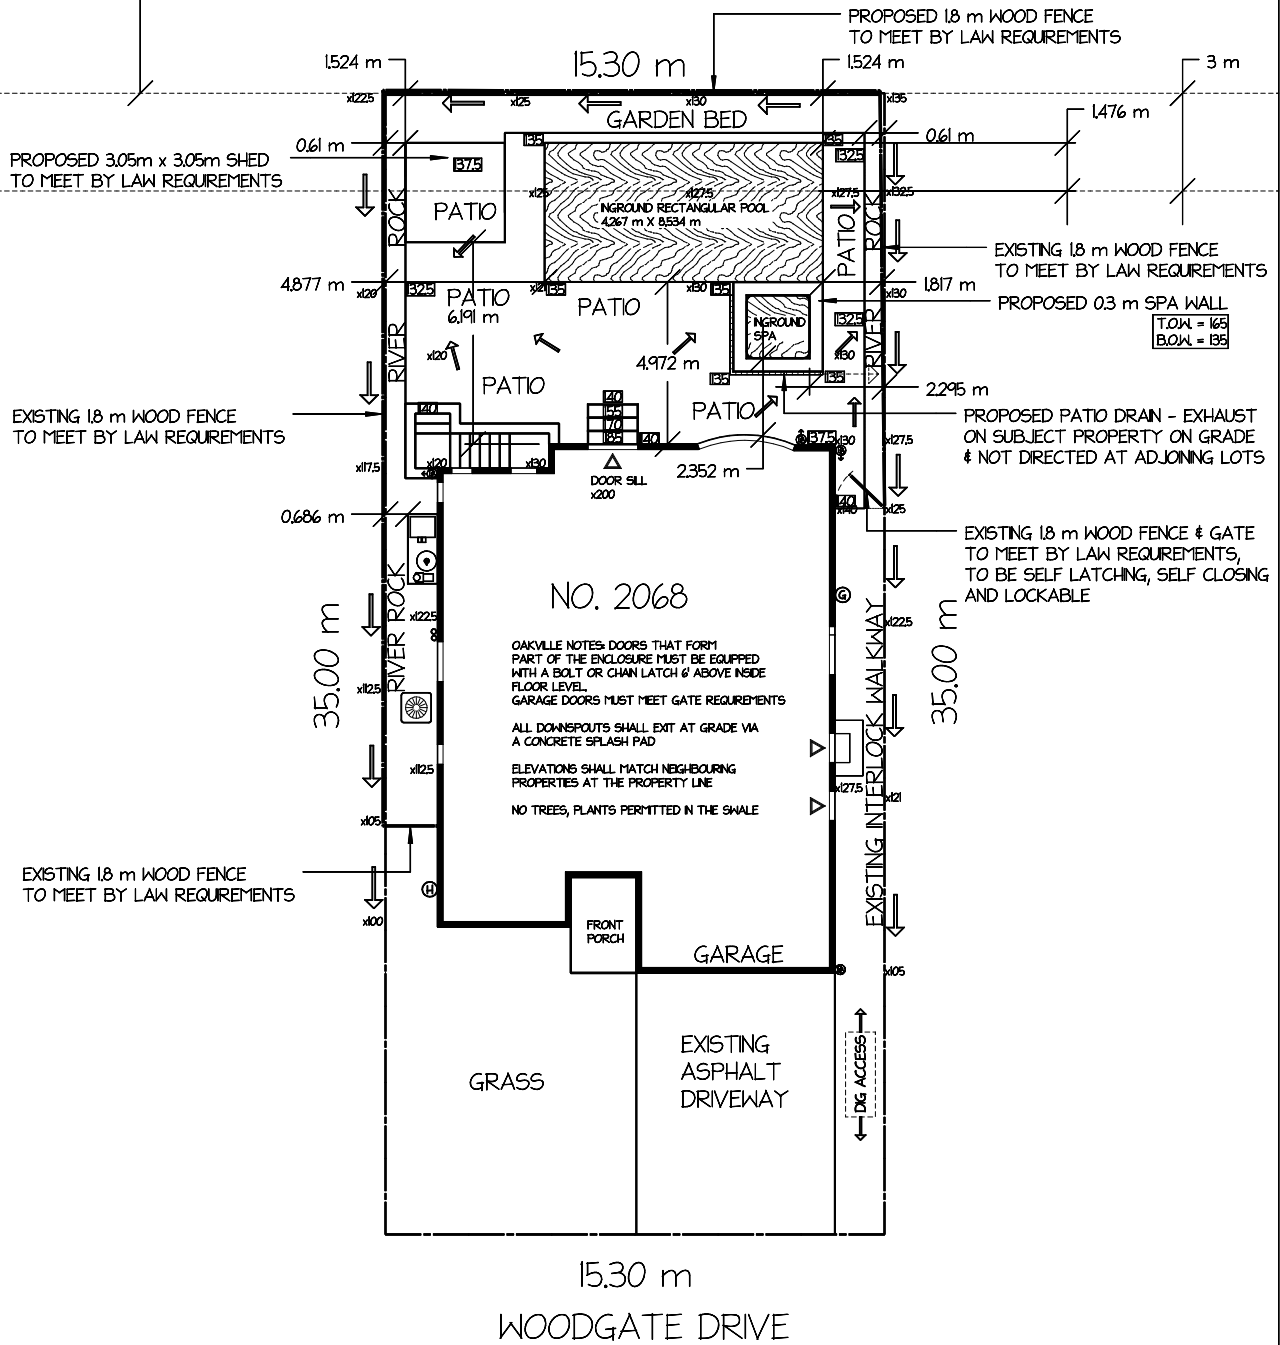 PROPOSED 1.8 m WOOD FENCE
TO MEET BY LAW REQUIREMENTS
1.524 m
15.30 m
1.524 m
3 m
x122.5
x125
x130
x135
1.476 m
GARDEN BED
0.61 m
135
135
0.61 m
PROPOSED 3.05m x 3.05m SHED
TO MEET BY LAW REQUIREMENTS
137.5
132.5
x127.5
x127.5
x132.5
PATIO
INGROUND RECTANGULAR POOL
4.267 m X 8.534 m
RIVER ROCK
PATIO
RIVER ROCK
EXISTING 1.8 m WOOD FENCE
TO MEET BY LAW REQUIREMENTS
4.877 m
x120
132.5
135
x130
135
1.817 m
x130
PATIO
6.191 m
PATIO
PROPOSED 0.3 m SPA WALL
T.O.W. = 165
B.O.W. = 135
INGROUND
SPA
132.5
x120
4.972 m
x130
135
135
PATIO
2.295 m
140
140
155
170
185
140
PATIO
EXISTING 1.8 m WOOD FENCE
TO MEET BY LAW REQUIREMENTS
PROPOSED PATIO DRAIN - EXHAUST
ON SUBJECT PROPERTY ON GRADE
& NOT DIRECTED AT ADJOINING LOTS
137.5
x130
x127.5
x117.5
x120
x130
2.352 m
DOOR SILL
x200
140
x140
x125
0.686 m
EXISTING 1.8 m WOOD FENCE & GATE
TO MEET BY LAW REQUIREMENTS,
TO BE SELF LATCHING, SELF CLOSING
AND LOCKABLE
NO. 2068
G
x122.5
x122.5
RIVER ROCK
35.00 m
35.00 m
OAKVILLE NOTES: DOORS THAT FORM
PART OF THE ENCLOSURE MUST BE EQUIPPED
WITH A BOLT OR CHAIN LATCH 6' ABOVE INSIDE
FLOOR LEVEL.
GARAGE DOORS MUST MEET GATE REQUIREMENTS
ALL DOWNSPOUTS SHALL EXIT AT GRADE VIA
A CONCRETE SPLASH PAD
ELEVATIONS SHALL MATCH NEIGHBOURING
PROPERTIES AT THE PROPERTY LINE
NO TREES, PLANTS PERMITTED IN THE SWALE
x112.5
x112.5
x127.5
x121
x105
EXISTING INTERLOCK WALKWAY
EXISTING 1.8 m WOOD FENCE
TO MEET BY LAW REQUIREMENTS
H
x100
FRONT
PORCH
GARAGE
x105
GRASS
EXISTING
ASPHALT
DRIVEWAY
DIG ACCESS
15.30 m
WOODGATE DRIVE